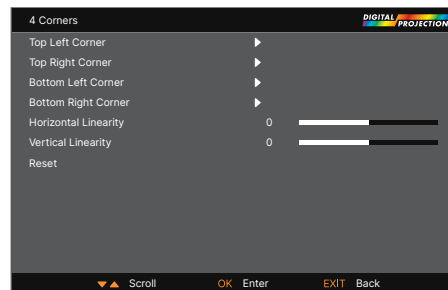 4 Corners
DIGITAL
PROJECTION
Top Left Corner
Top Right Corner
Bottom Left Corner
Bottom Right Corner
Horizontal Linearity 0
Vertical Linearity 0
Reset
Scroll OK Enter EXIT Back